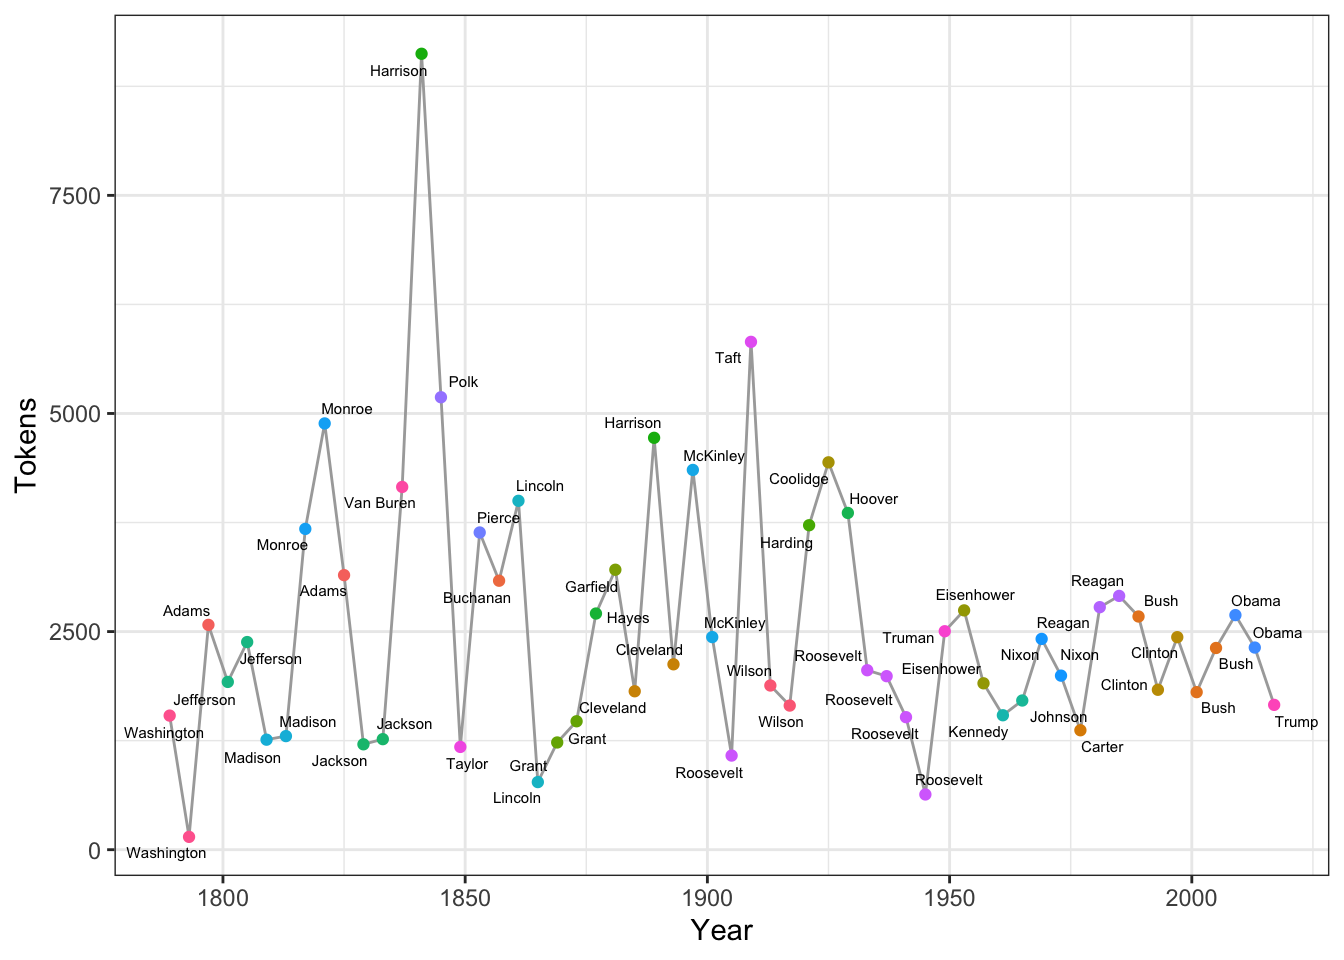 Harrison
7500
Polk
Monroe
5000
Harrison
Taft
McKinley
Lincoln
Coolidge
Hoover
Van Buren
Pierce
Harding
Monroe
Adams
Buchanan
Garfield
Reagan
Eisenhower
Bush
Obama
Adams
Hayes
McKinley
Reagan
2500
Truman
Obama
Jefferson
Cleveland
Roosevelt
Nixon
Nixon
Clinton
Bush
Wilson
Eisenhower
Clinton
Jefferson
Cleveland
Roosevelt
Bush
Washington
Madison
Jackson
Grant
Wilson
Roosevelt
Kennedy
Johnson
Trump
Madison
Jackson
Taylor
Grant
Roosevelt
Carter
Lincoln
Roosevelt
0
Washington
1800
1850
1900
1950
2000
Year
Tokens